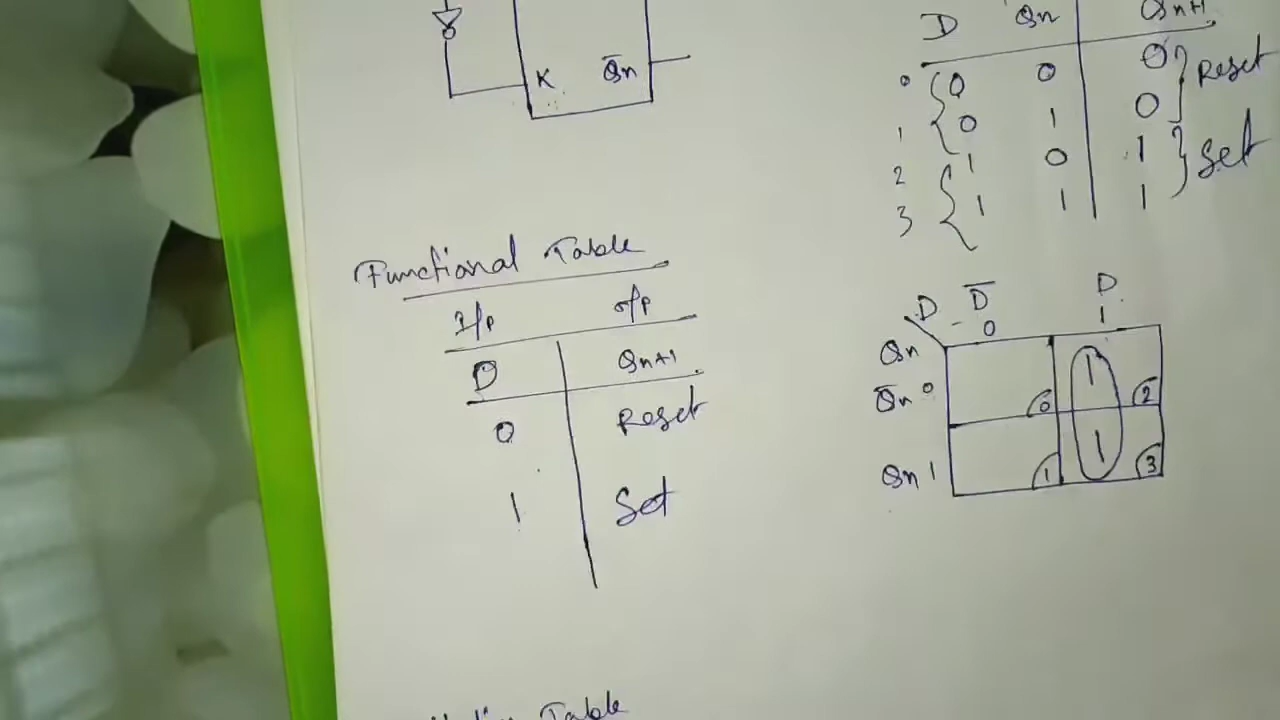 K Q̅n
D Qn Qn+1
0 0 0 0 Reset
1 0 1 0
2 1 0 1 Set
3 1 1 1
Functional Table
I/P O/P
D Qn+1
0 Reset
1 Set
D D̅ D
0 1
Qn
Q̅n 0 1 0 2
Qn 1 1 1 3
Table